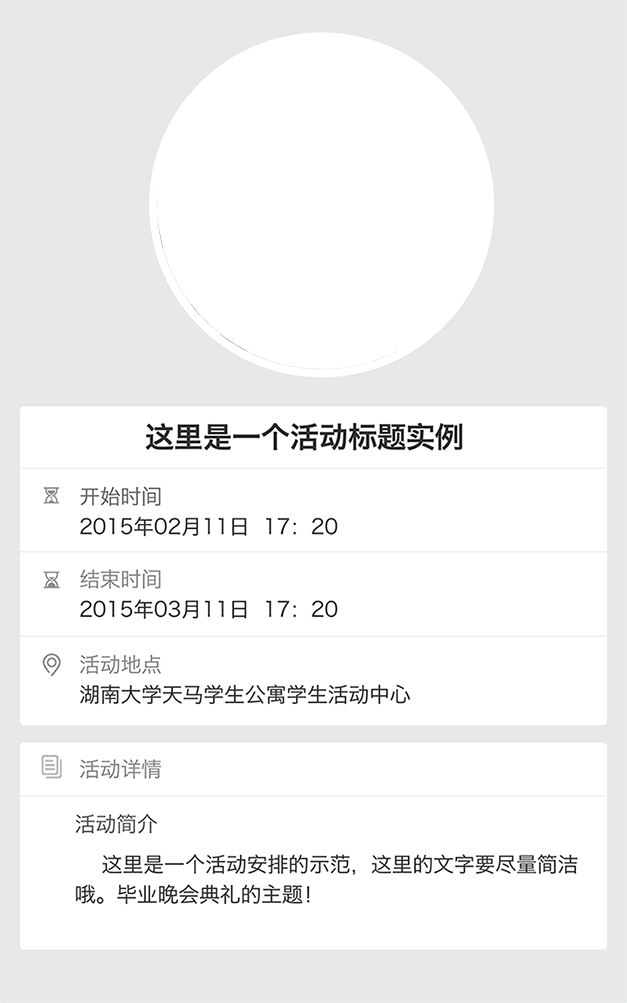 这里是一个活动标题实例
开始时间
2015年02月11日 17：20
结束时间
2015年03月11日 17：20
活动地点
湖南大学天马学生公寓学生活动中心
活动详情
活动简介
这里是一个活动安排的示范，这里的文字要尽量简洁
哦。毕业晚会典礼的主题！